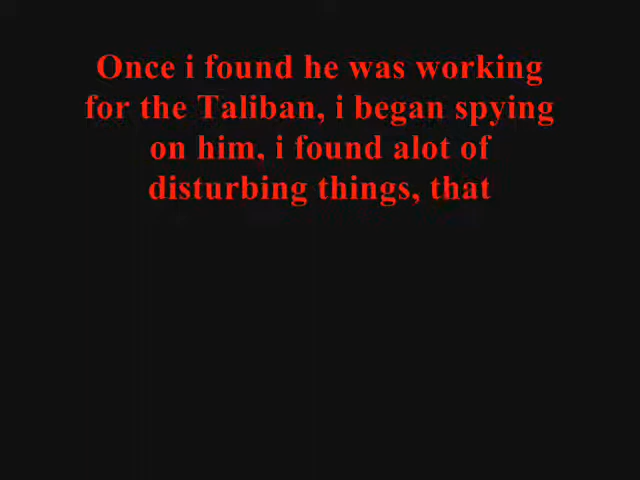 Once i found he was working
for the Taliban, i began spying
on him, i found alot of
disturbing things, that